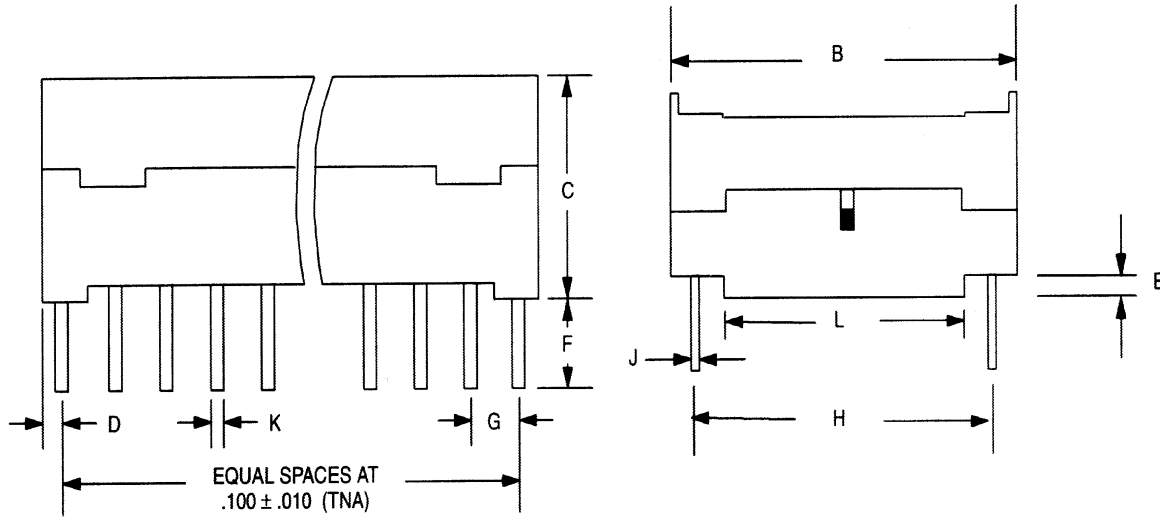 B
C
E
L
F
J
D
K
G
H
EQUAL SPACES AT
.100 ± .010 (TNA)